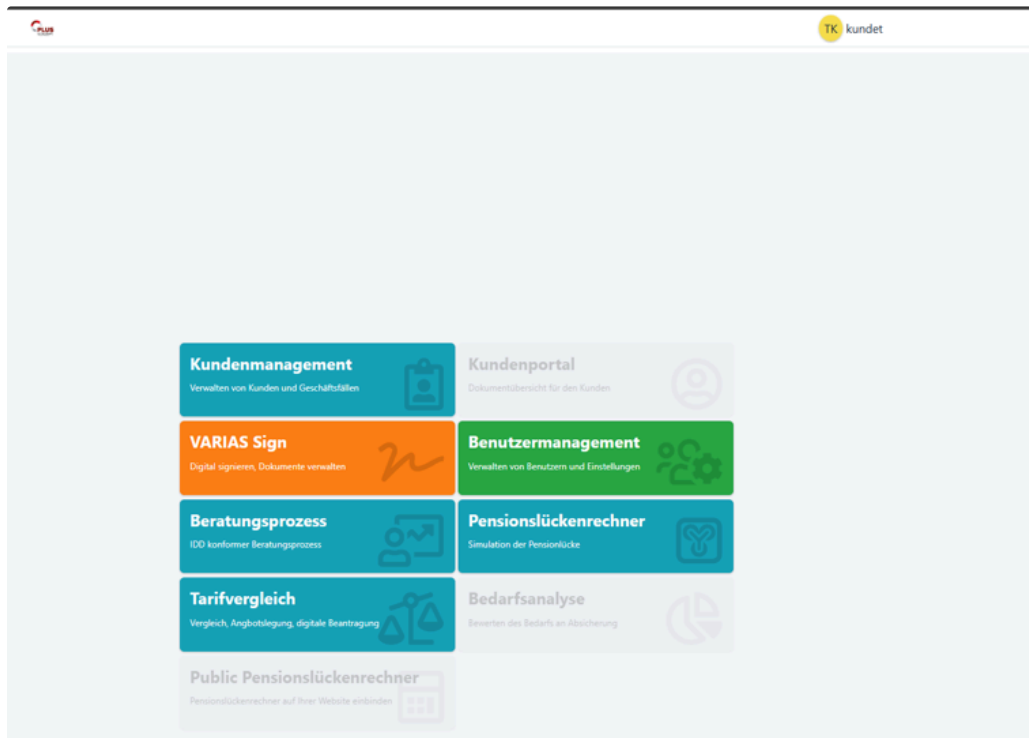 PLUS
TK kundet
Kundenmanagement
Verwalten von Kunden und Geschäftsfällen
Kundenportal
Dokumentübersicht für den Kunden
VARIAS Sign
Digital signieren, Dokumente verwalten
Benutzermanagement
Verwalten von Benutzern und Einstellungen
Beratungsprozess
IDD konformer Beratungsprozess
Pensionslückenrechner
Simulation der Pensionlücke
Tarifvergleich
Vergleich, Angbotslegung, digitale Beantragung
Bedarfsanalyse
Bewerten des Bedarfs an Absicherung
Public Pensionslückenrechner
Pensionslückenrechner auf Ihrer Website einbinden